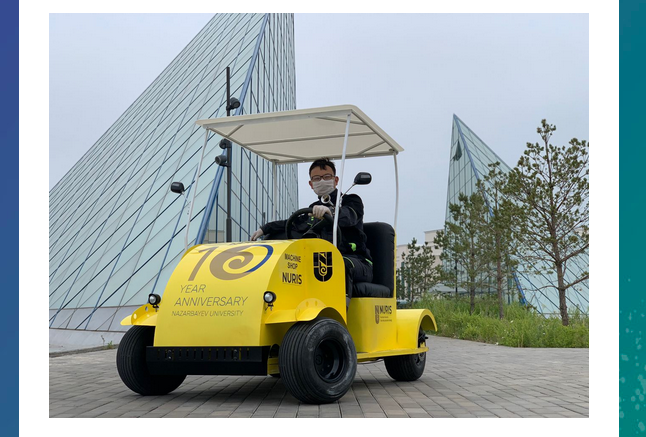 10
YEAR
ANNIVERSARY
NAZARBAYEV UNIVERSITY
MACHINE
SHOP
NURIS
NURIS